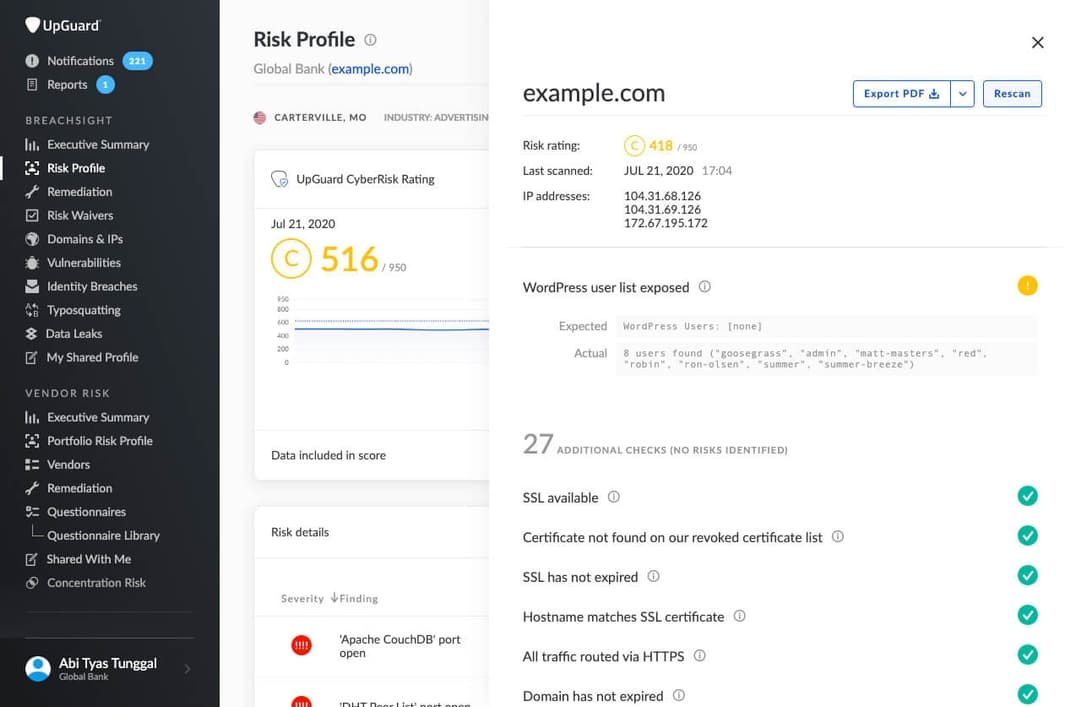 UpGuard
Notifications 221
Reports 1
BREACHSIGHT
Executive Summary
Risk Profile
Remediation
Risk Waivers
Domains & IPs
Vulnerabilities
Identity Breaches
Typosquatting
Data Leaks
My Shared Profile
VENDOR RISK
Executive Summary
Portfolio Risk Profile
Vendors
Remediation
Questionnaires
Questionnaire Library
Shared With Me
Concentration Risk
Abi Tyas Tunggal
Global Bank
Risk Profile
Global Bank (example.com)
CARTERVILLE, MO INDUSTRY: ADVERTISIN
UpGuard CyberRisk Rating
Jul 21, 2020
C 516 / 950
950
800
600
400
200
0
Data included in score
Risk details
Severity Finding
!!!! 'Apache CouchDB' port
open
!!!! 'DHT Peer List' port open
example.com
Export PDF
Rescan
Risk rating: C 418 / 950
Last scanned: JUL 21, 2020 17:04
IP addresses: 104.31.68.126
104.31.69.126
172.67.195.172
WordPress user list exposed !
Expected WordPress Users: [none]
Actual 8 users found ("goosegrass", "admin", "matt-masters", "red",
"robin", "ron-olsen", "summer", "summer-breeze")
27 ADDITIONAL CHECKS (NO RISKS IDENTIFIED)
SSL available
Certificate not found on our revoked certificate list
SSL has not expired
Hostname matches SSL certificate
All traffic routed via HTTPS
Domain has not expired